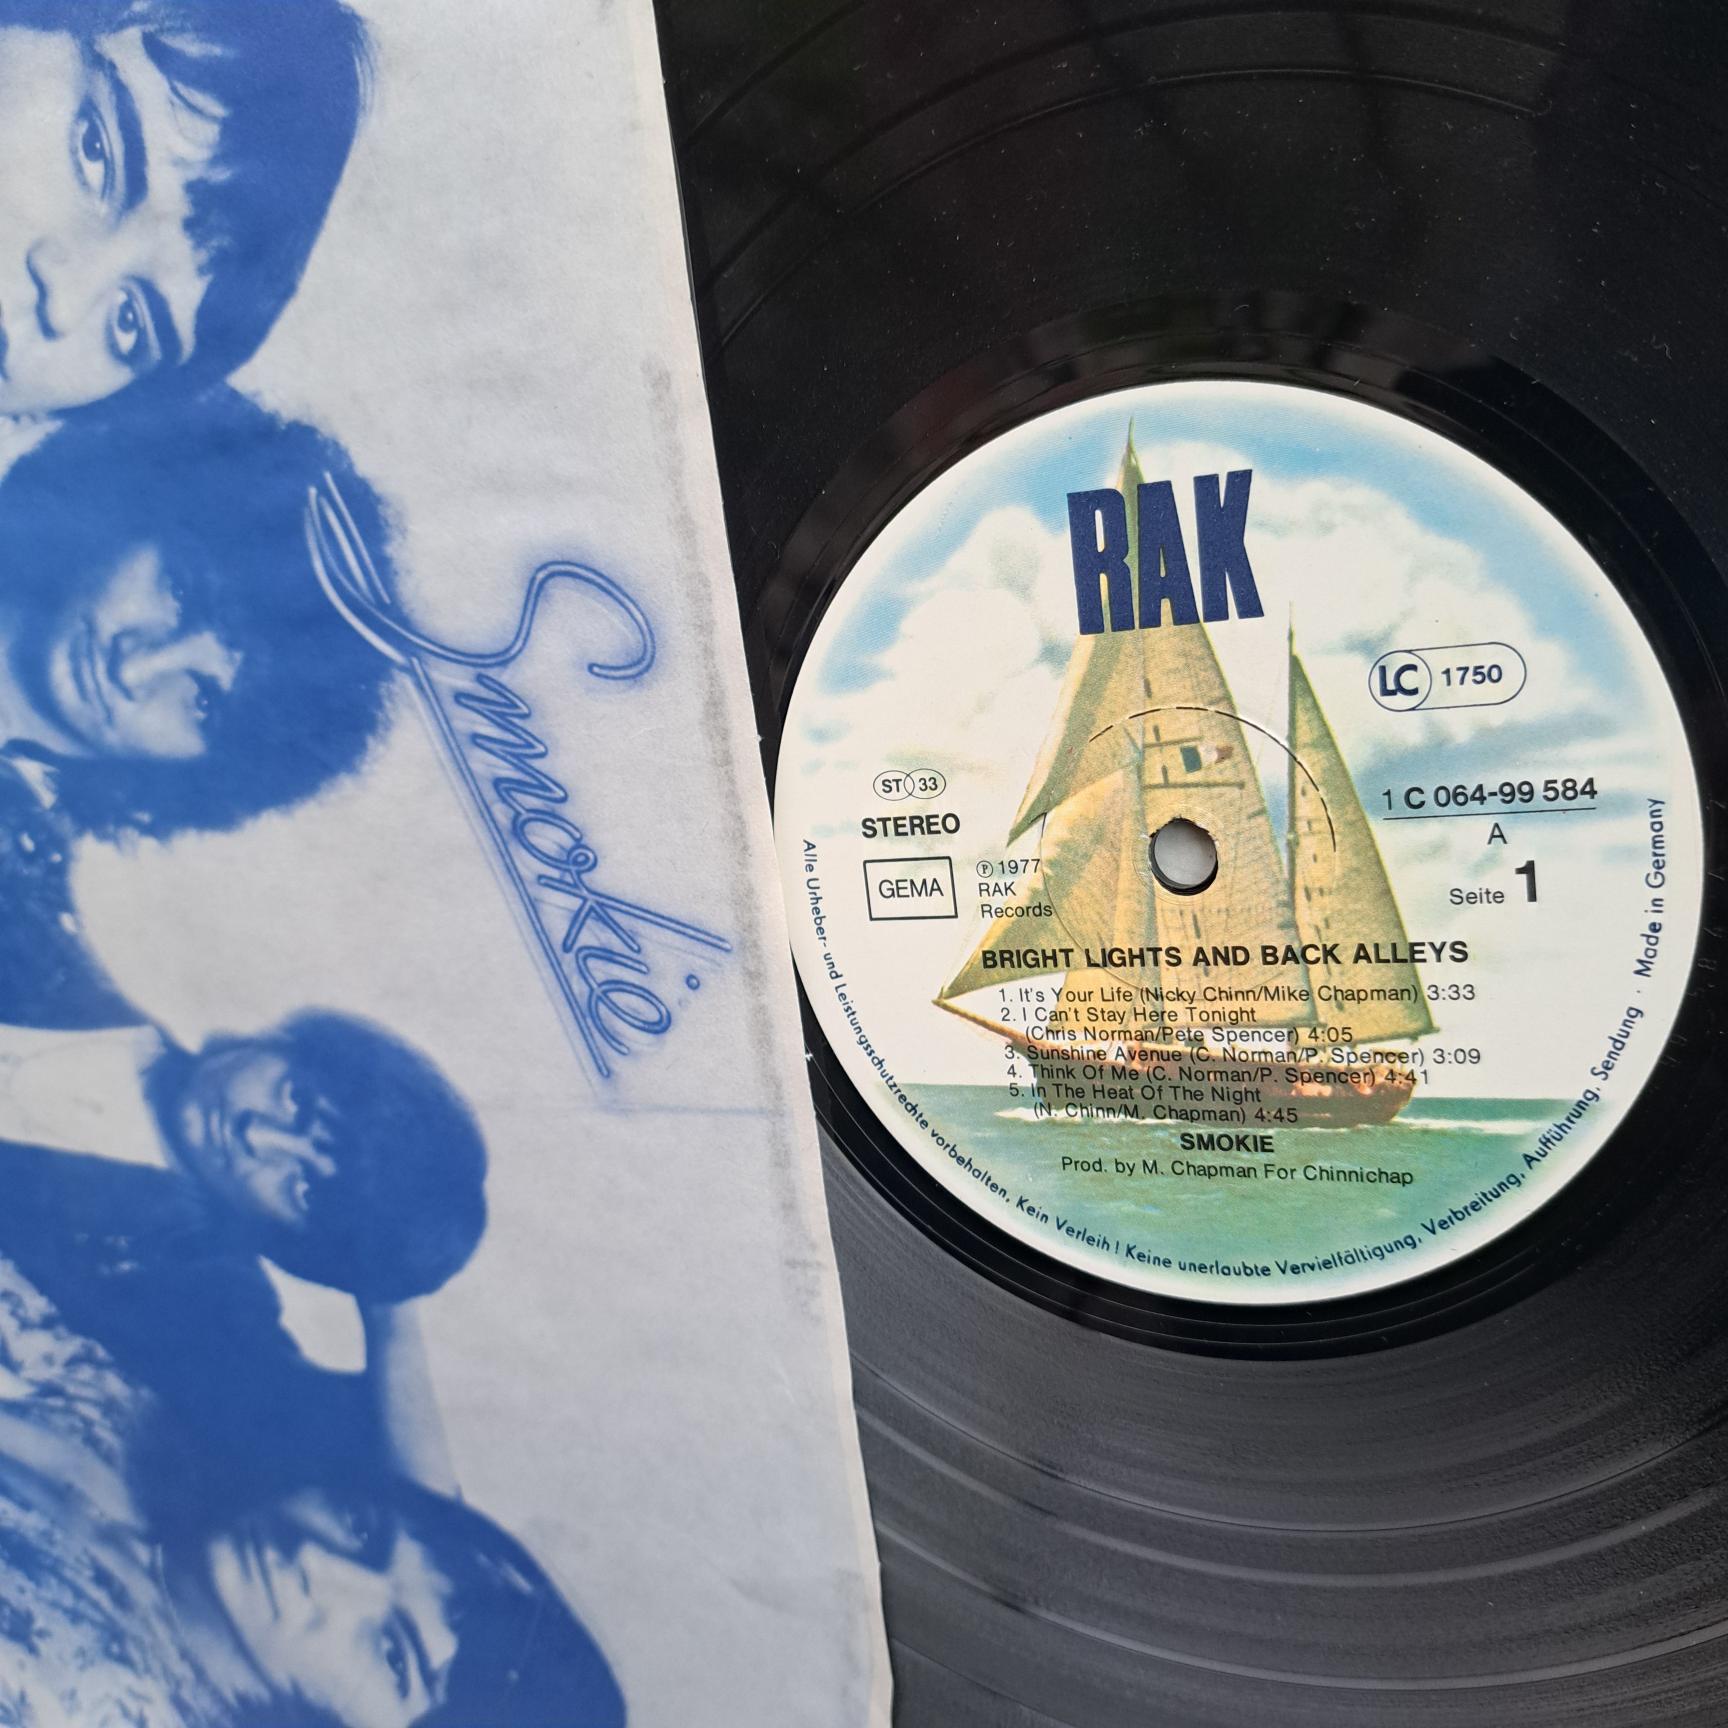 Smokie
RAK
LC 1750
ST 33
STEREO
GEMA
℗ 1977
RAK
Records
1 C 064-99 584
A
Seite 1
BRIGHT LIGHTS AND BACK ALLEYS
1. It's Your Life (Nicky Chinn/Mike Chapman) 3:33
2. I Can't Stay Here Tonight
(Chris Norman/Pete Spencer) 4:05
3. Sunshine Avenue (C. Norman/P. Spencer) 3:09
4. Think Of Me (C. Norman/P. Spencer) 4:41
5. In The Heat Of The Night
(N. Chinn/M. Chapman) 4:45
SMOKIE
Prod. by M. Chapman For Chinnichap
Alle Urheber- und Leistungsschutzrechte vorbehalten. Kein Verleih! Keine unerlaubte Vervielfältigung, Verbreitung, Aufführung, Sendung · Made in Germany